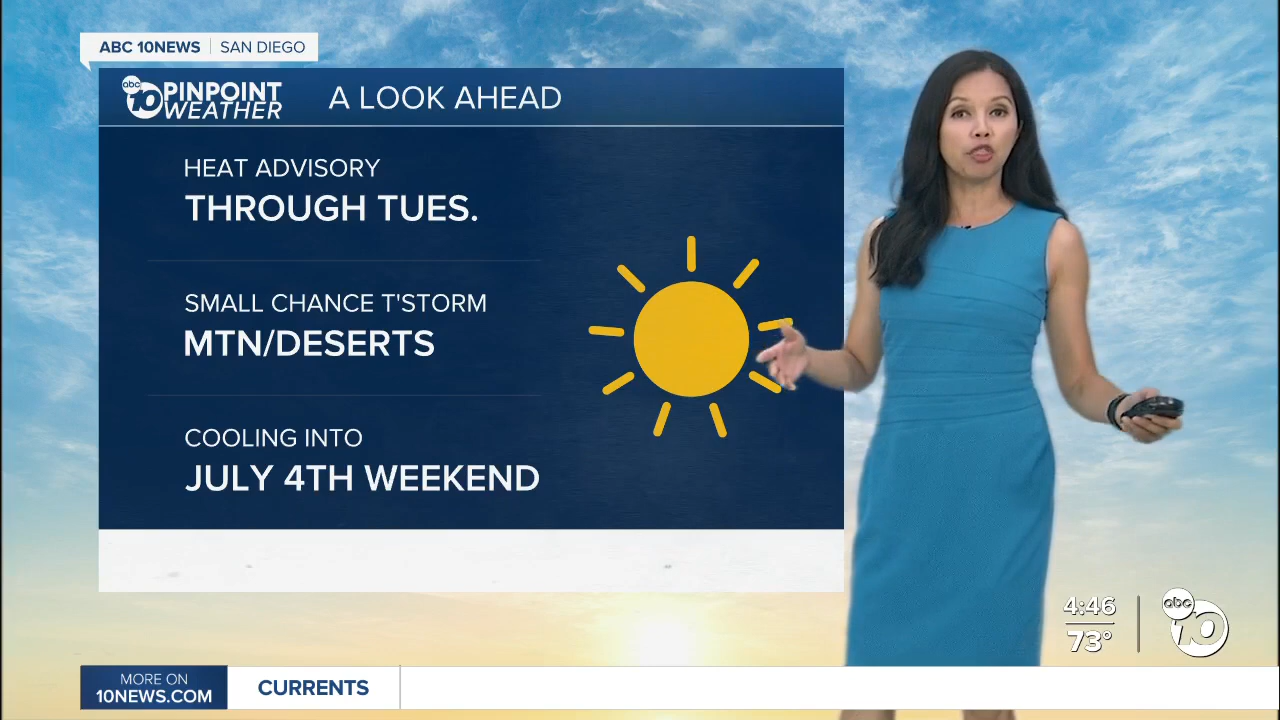 ABC 10NEWS | SAN DIEGO
abc 10 PINPOINT WEATHER
A LOOK AHEAD
HEAT ADVISORY
THROUGH TUES.
SMALL CHANCE T'STORM
MTN/DESERTS
COOLING INTO
JULY 4TH WEEKEND
4:46
73°
abc 10
MORE ON
10NEWS.COM
CURRENTS